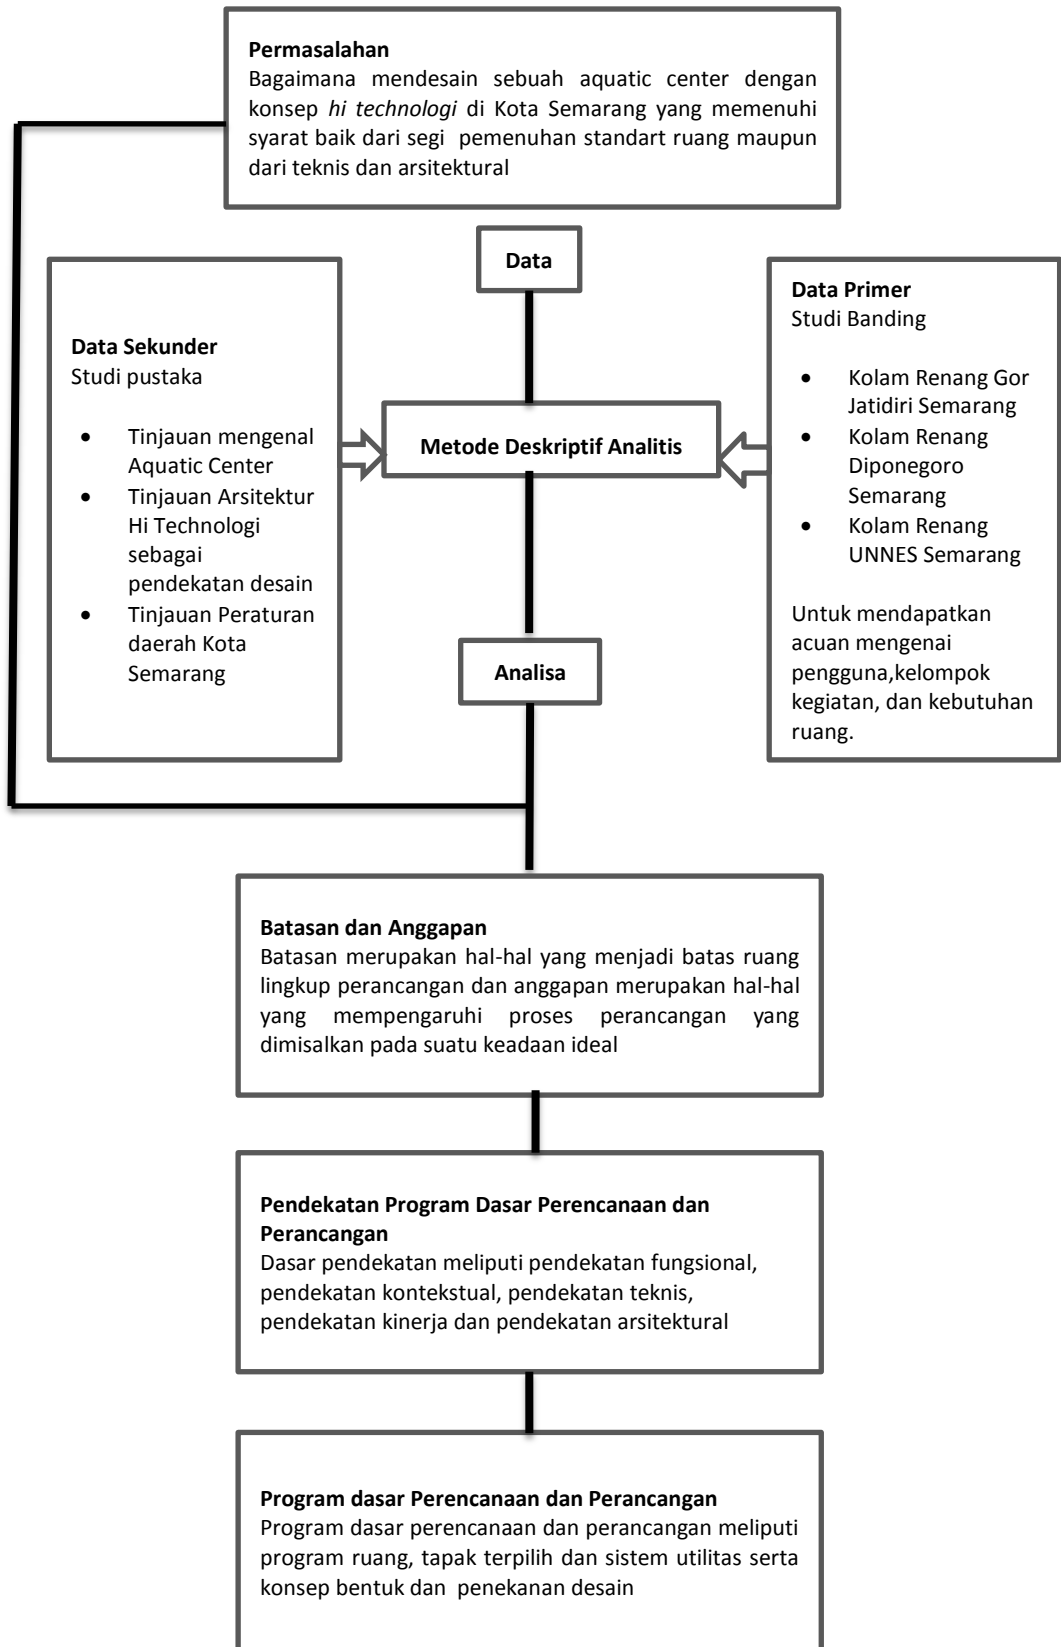 Permasalahan
Bagaimana mendesain sebuah aquatic center dengan
konsep hi technologi di Kota Semarang yang memenuhi
syarat baik dari segi pemenuhan standart ruang maupun
dari teknis dan arsitektural
Data
Data Sekunder
Studi pustaka
• Tinjauan mengenal
Aquatic Center
• Tinjauan Arsitektur
Hi Technologi
sebagai
pendekatan desain
• Tinjauan Peraturan
daerah Kota
Semarang
Metode Deskriptif Analitis
Data Primer
Studi Banding
• Kolam Renang Gor
Jatidiri Semarang
• Kolam Renang
Diponegoro
Semarang
• Kolam Renang
UNNES Semarang
Untuk mendapatkan
acuan mengenai
pengguna,kelompok
kegiatan, dan kebutuhan
ruang.
Analisa
Batasan dan Anggapan
Batasan merupakan hal-hal yang menjadi batas ruang
lingkup perancangan dan anggapan merupakan hal-hal
yang mempengaruhi proses perancangan yang
dimisalkan pada suatu keadaan ideal
Pendekatan Program Dasar Perencanaan dan
Perancangan
Dasar pendekatan meliputi pendekatan fungsional,
pendekatan kontekstual, pendekatan teknis,
pendekatan kinerja dan pendekatan arsitektural
Program dasar Perencanaan dan Perancangan
Program dasar perencanaan dan perancangan meliputi
program ruang, tapak terpilih dan sistem utilitas serta
konsep bentuk dan penekanan desain